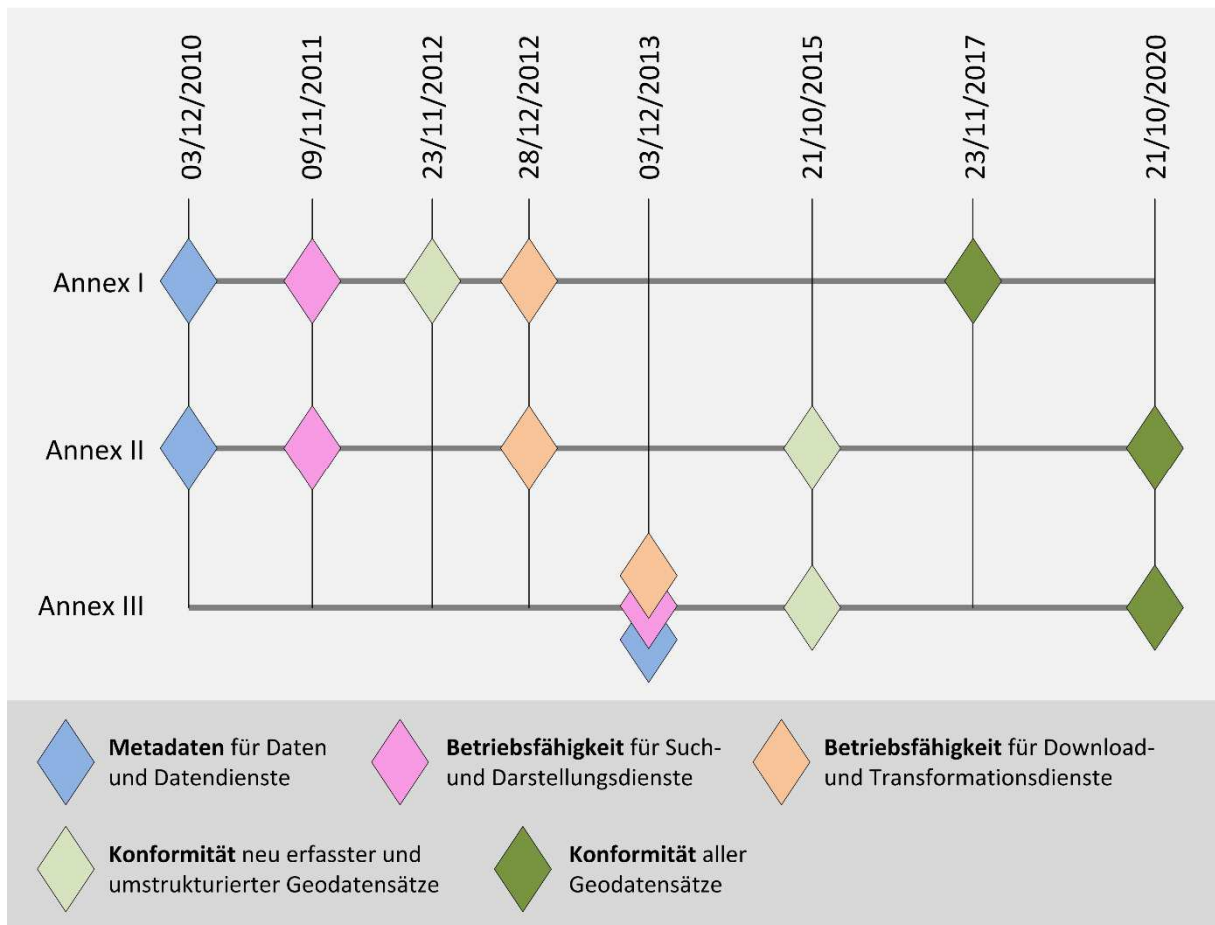 03/12/2010
09/11/2011
23/11/2012
28/12/2012
03/12/2013
21/10/2015
23/11/2017
21/10/2020
Annex I
Annex II
Annex III
Metadaten für Daten
und Datendienste
Betriebsfähigkeit für Such-
und Darstellungsdienste
Betriebsfähigkeit für Download-
und Transformationsdienste
Konformität neu erfasster und
umstrukturierter Geodatensätze
Konformität aller
Geodatensätze